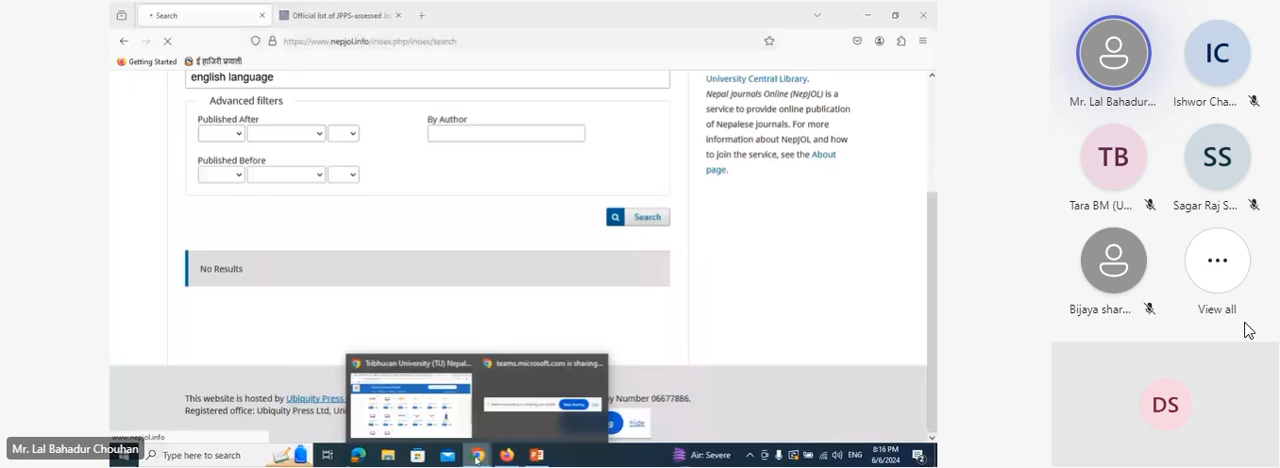 Search
Official list of JPPS-assessed Jo
https://www.nepjol.info/index.php/index/search
Getting Started
ई हाजिरी प्रणाली
english language
Advanced filters
Published After
By Author
Published Before
Search
No Results
University Central Library.
Nepal Journals Online (NepJOL) is a
service to provide online publication
of Nepalese journals. For more
information about NepJOL and how
to join the service, see the About
page.
Tribhuvan University (TU) Nepal...
teams.microsoft.com is sharing...
This website is hosted by Ubiquity Press
y Number 06677886.
Registered office: Ubiquity Press Ltd, Un
Hide
www.nepjol.info
Mr. Lal Bahadur Chouhan
Type here to search
Air: Severe
ENG
8:16 PM
6/6/2024
2
Mr. Lal Bahadur...
IC
Ishwor Cha...
TB
Tara BM (U...
SS
Sagar Raj S...
Bijaya shar...
View all
DS